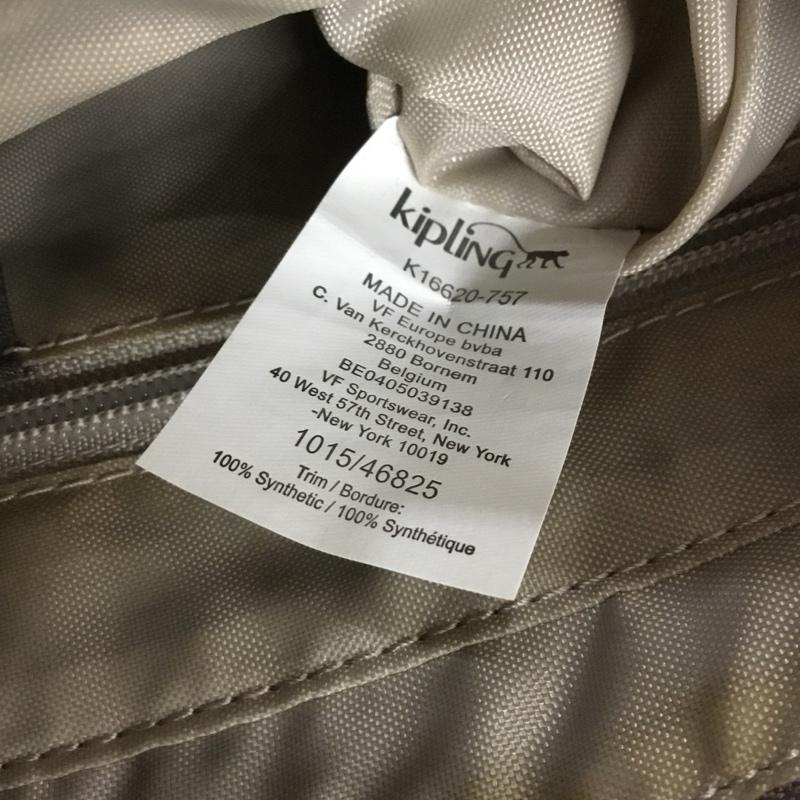 kipling
K16620-757
MADE IN CHINA
VF Europe bvba
C. Van Kerckhovenstraat 110
2880 Bornem
Belgium
BE0405039138
VF Sportswear, Inc.
40 West 57th Street, New York
-New York 10019
1015/46825
Trim / Bordure:
100% Synthetic / 100% Synthétique